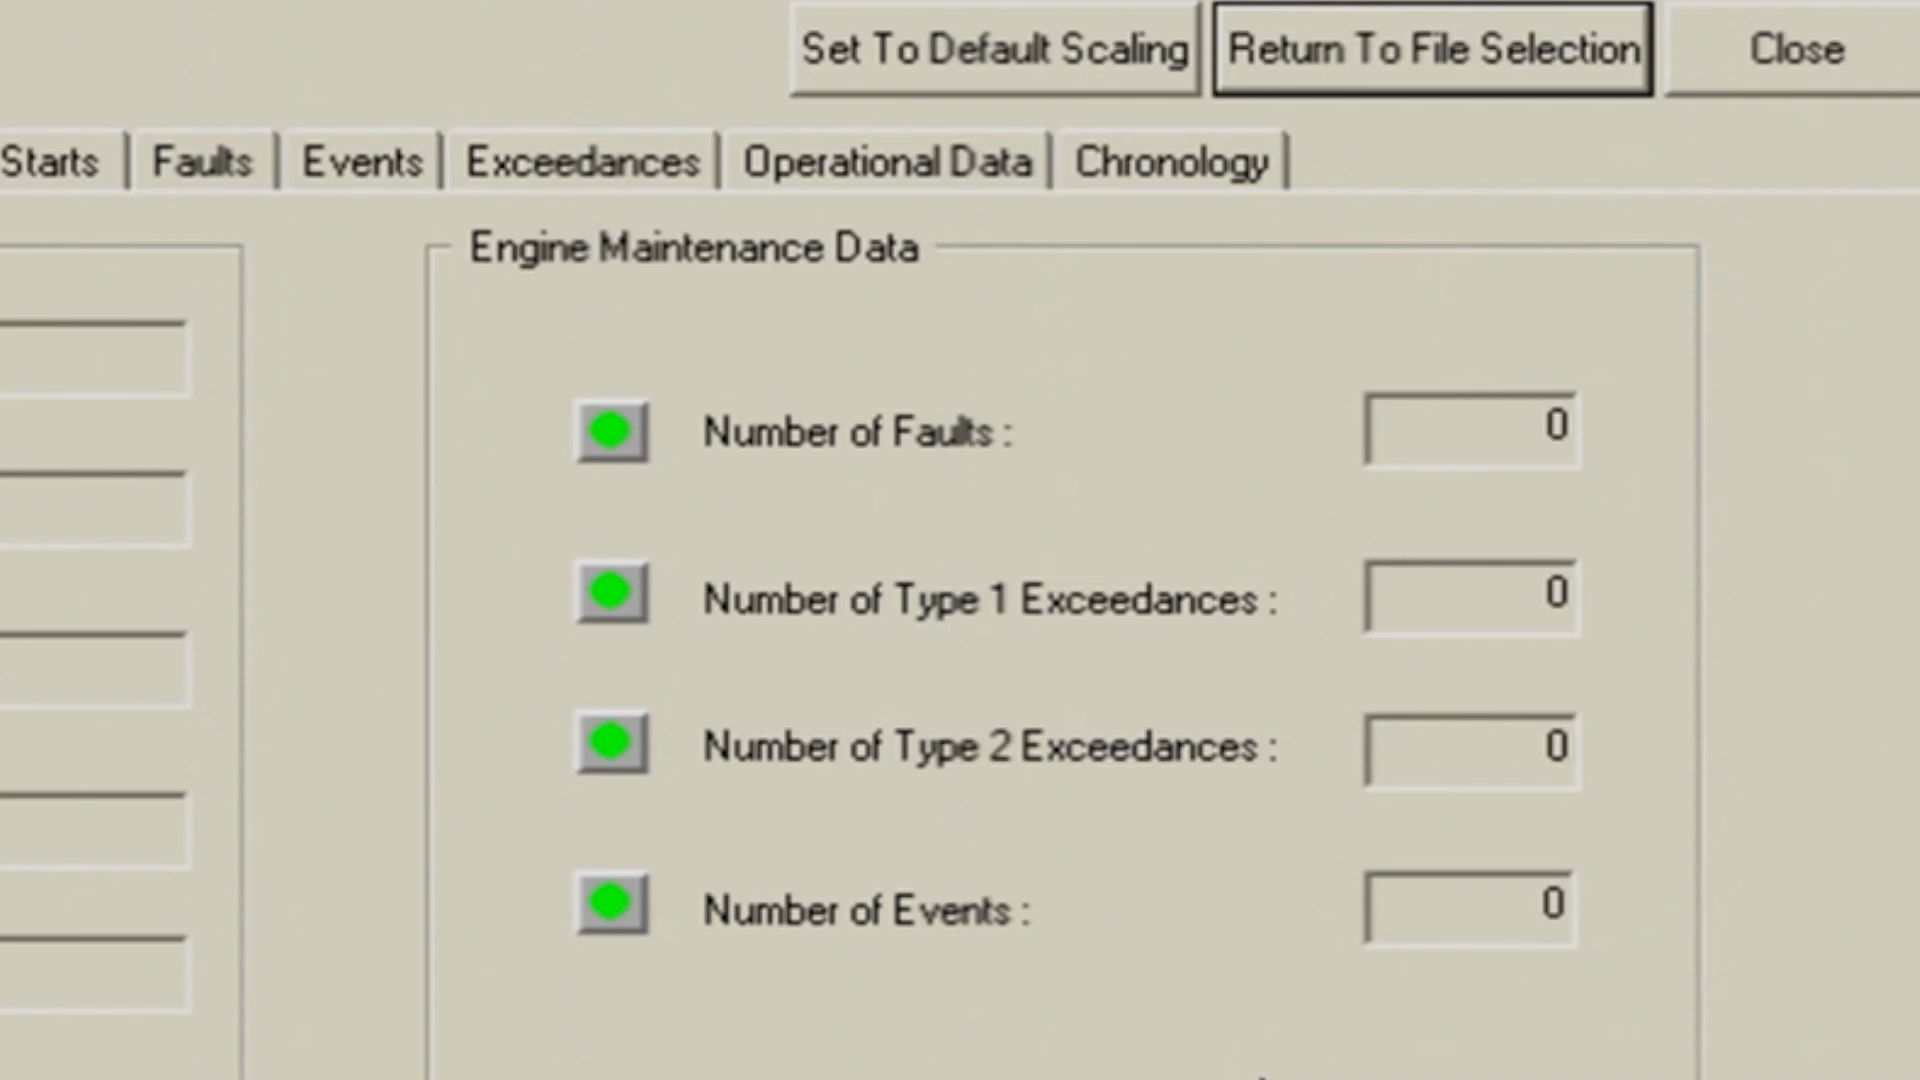 Set To Default Scaling Return To File Selection Close
Starts Faults Events Exceedances Operational Data Chronology
Engine Maintenance Data
Number of Faults : 0
Number of Type 1 Exceedances : 0
Number of Type 2 Exceedances : 0
Number of Events : 0